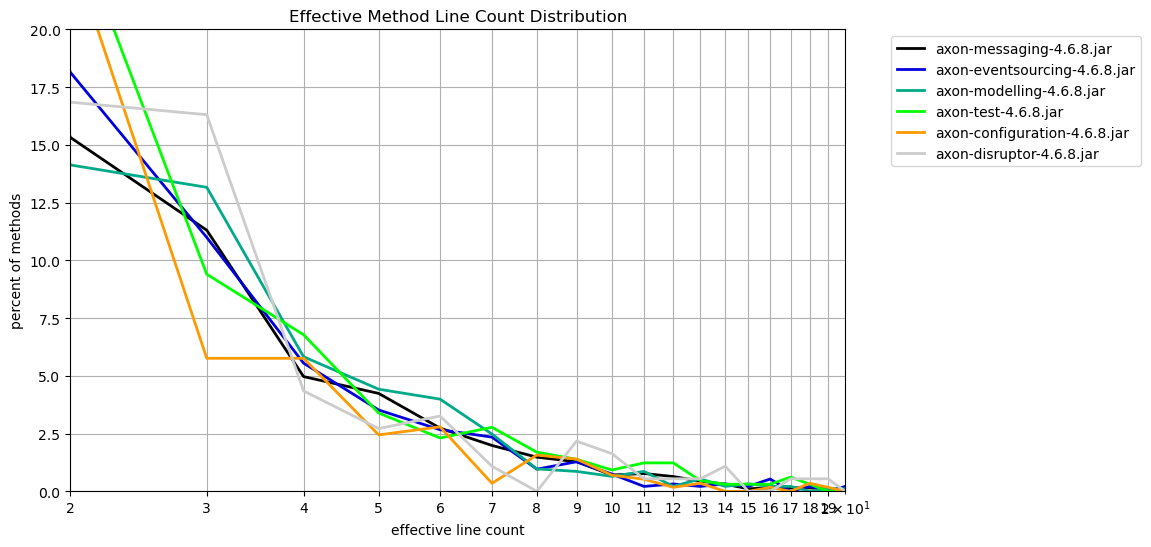 Effective Method Line Count Distribution
20.0
17.5
15.0
12.5
10.0
7.5
5.0
2.5
0.0
percent of methods
2 3 4 5 6 7 8 9 10 11 12 13 14 15 16 17 18 19 2 × 10¹
effective line count
axon-messaging-4.6.8.jar
axon-eventsourcing-4.6.8.jar
axon-modelling-4.6.8.jar
axon-test-4.6.8.jar
axon-configuration-4.6.8.jar
axon-disruptor-4.6.8.jar